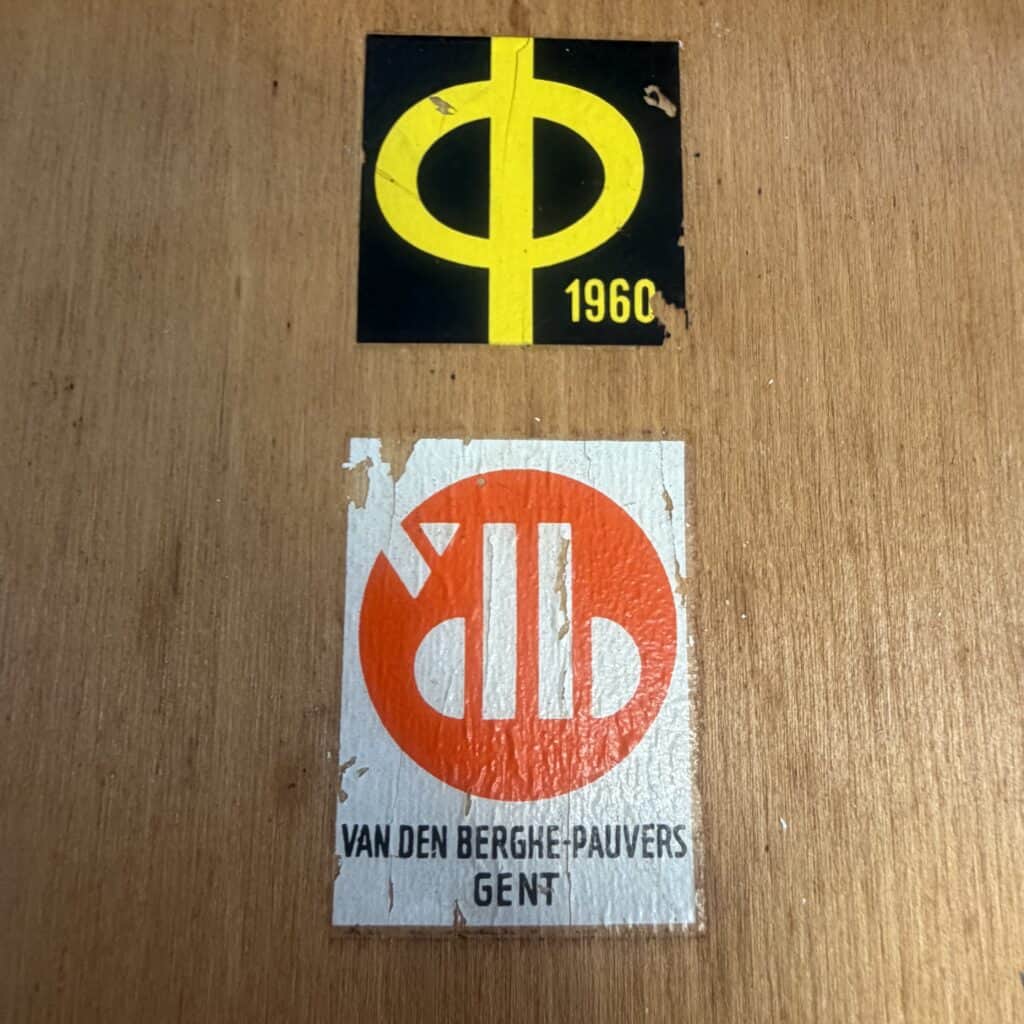 1960
VAN DEN BERGHE-PAUVERS
GENT